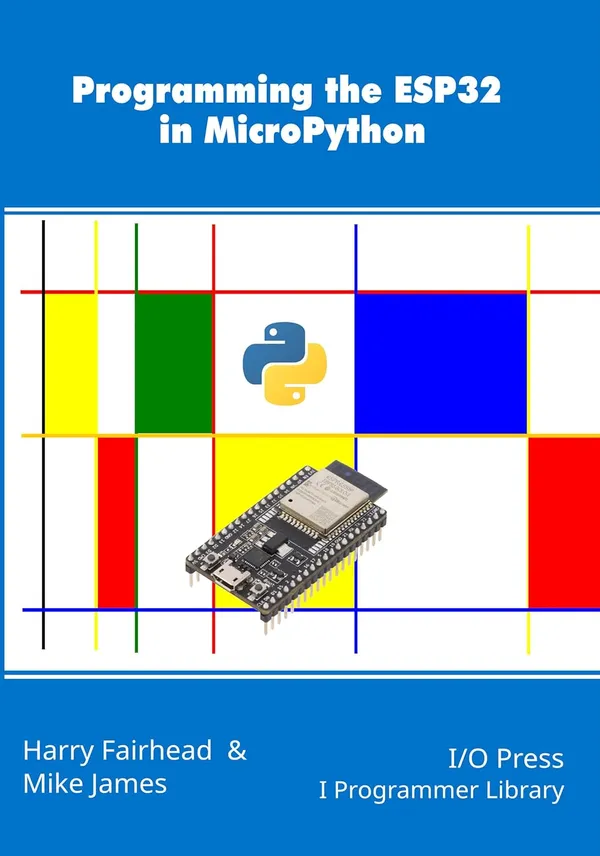 Programming the ESP32
in MicroPython
Harry Fairhead &
Mike James
I/O Press
I Programmer Library